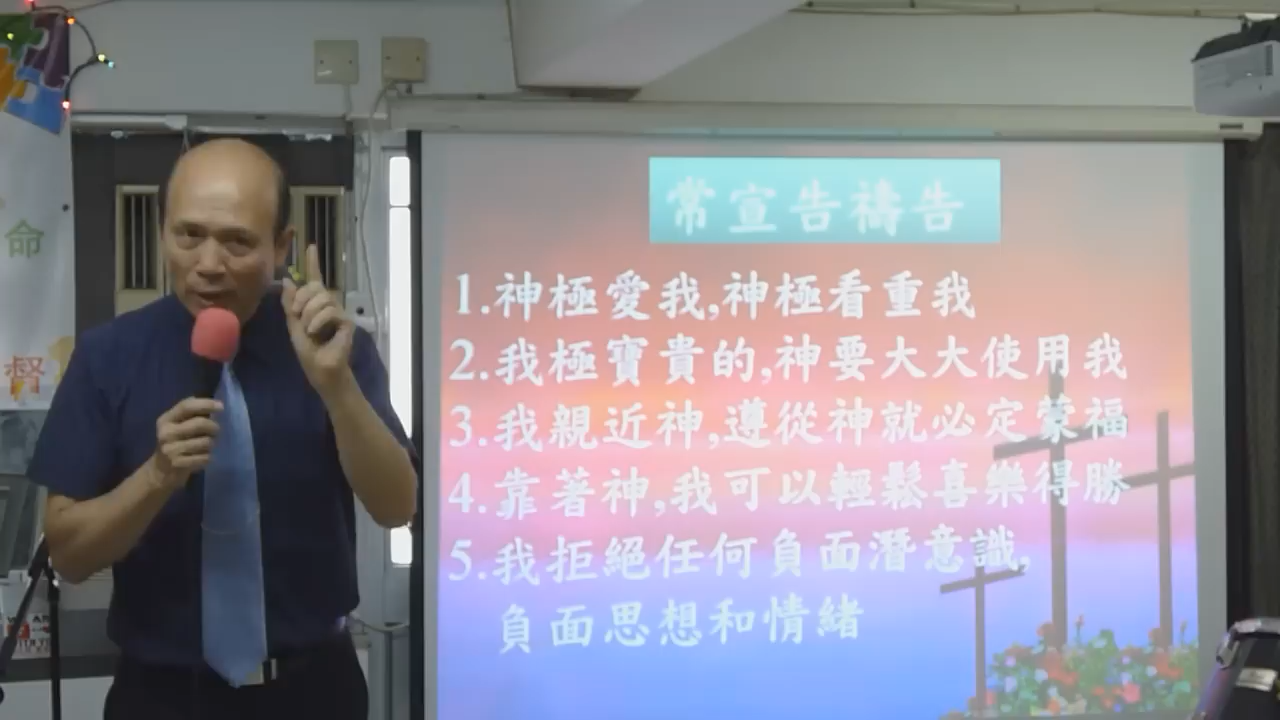 常宣告禱告
1.神極愛我,神極看重我
2.我極寶貴的,神要大大使用我
3.我親近神,遵從神就必定蒙福
4.靠著神,我可以輕鬆喜樂得勝
5.我拒絕任何負面潛意識,
負面思想和情緒
命
督